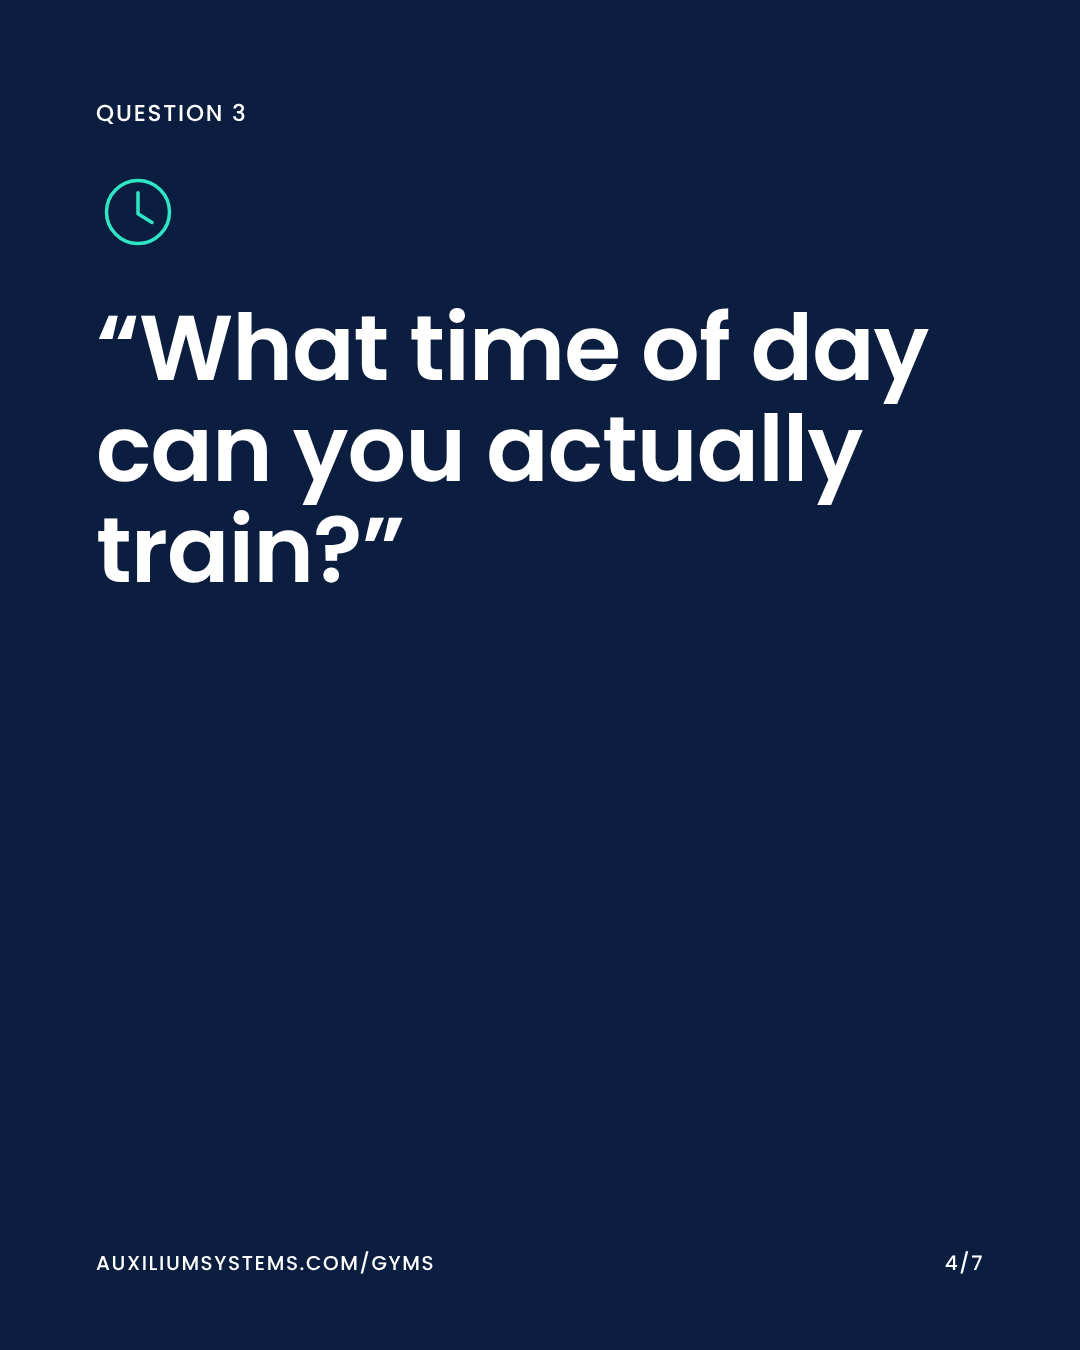 QUESTION 3
“What time of day
can you actually
train?”
AUXILIUMSYSTEMS.COM/GYMS
4/7